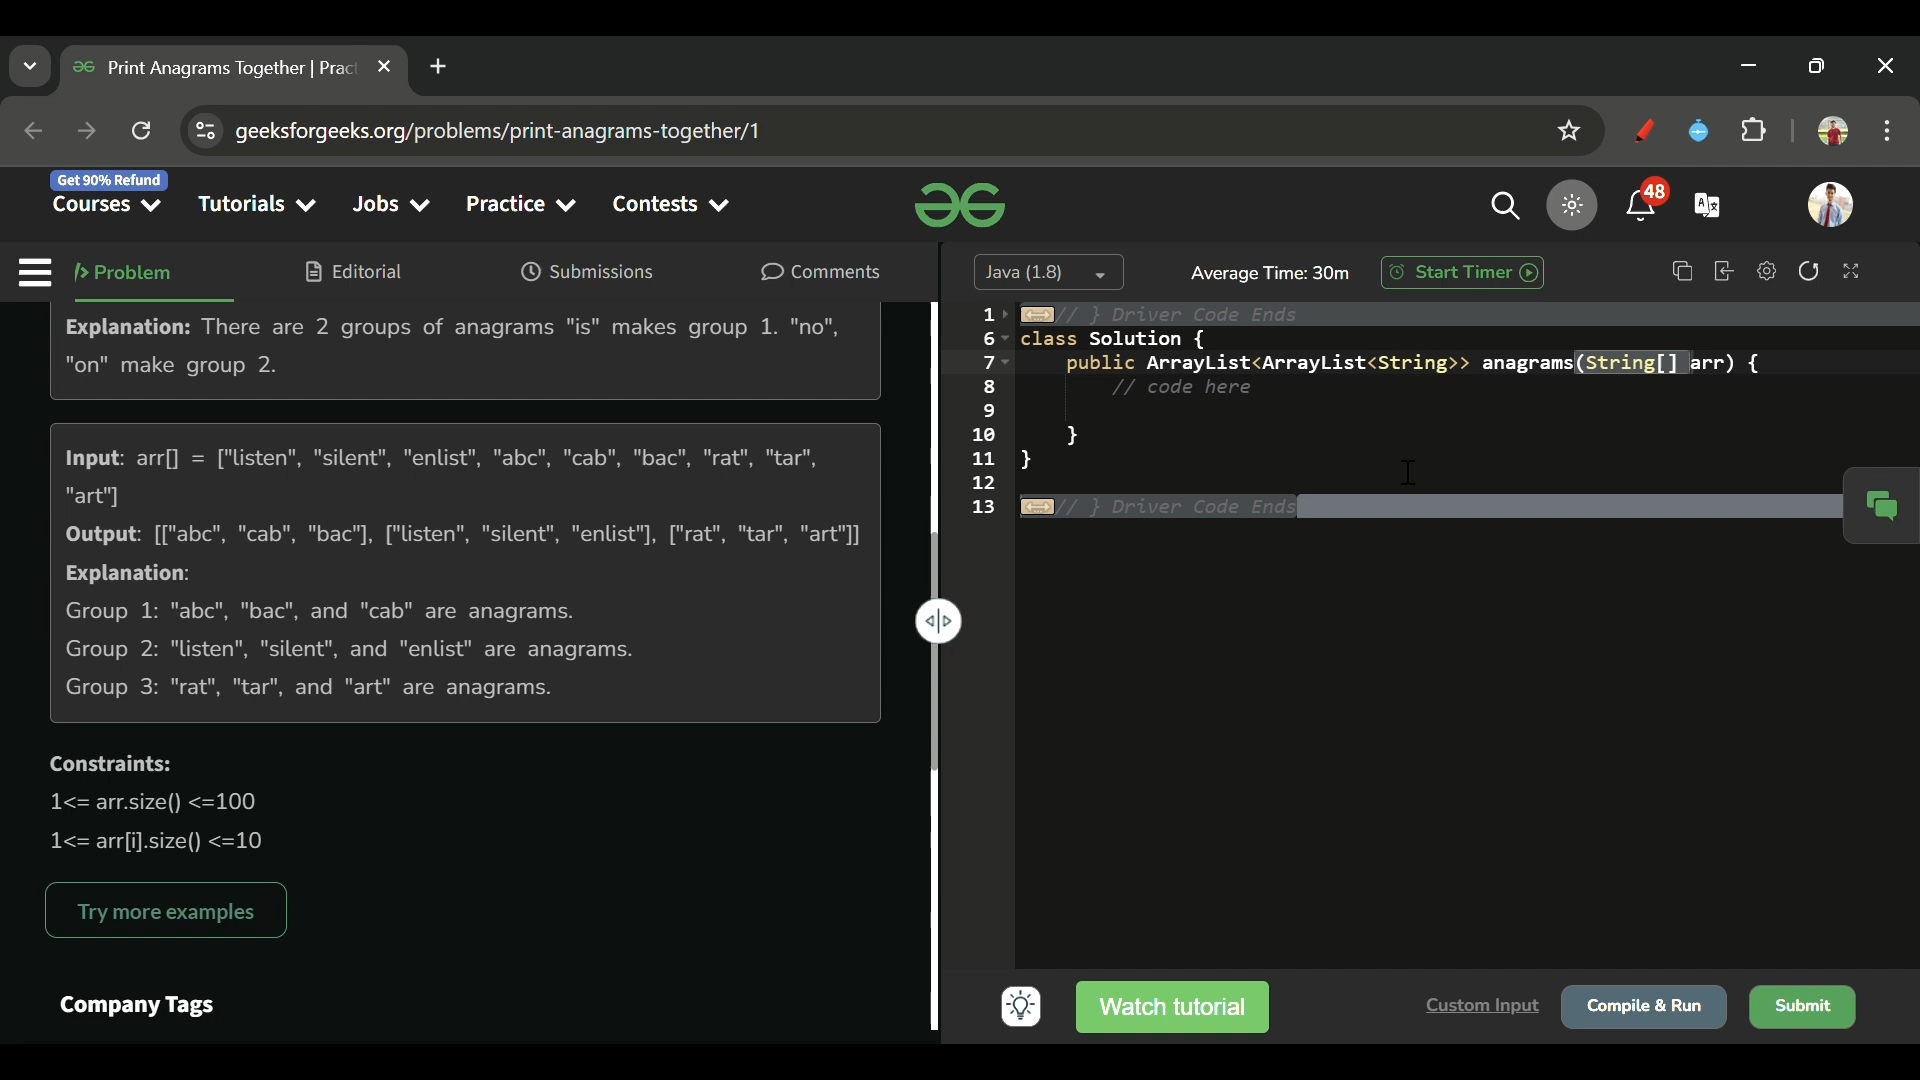 Print Anagrams Together | Pract
geeksforgeeks.org/problems/print-anagrams-together/1
Get 90% Refund
Courses Tutorials Jobs Practice Contests
48
Problem Editorial Submissions Comments
Java (1.8) Average Time: 30m Start Timer
Explanation: There are 2 groups of anagrams "is" makes group 1. "no",
"on" make group 2.
Input: arr[] = ["listen", "silent", "enlist", "abc", "cab", "bac", "rat", "tar",
"art"]
Output: [["abc", "cab", "bac"], ["listen", "silent", "enlist"], ["rat", "tar", "art"]]
Explanation:
Group 1: "abc", "bac", and "cab" are anagrams.
Group 2: "listen", "silent", and "enlist" are anagrams.
Group 3: "rat", "tar", and "art" are anagrams.
Constraints:
1<= arr.size() <=100
1<= arr[i].size() <=10
Try more examples
Company Tags
1 // } Driver Code Ends
6 class Solution {
7 public ArrayList<ArrayList<String>> anagrams(String[] arr) {
8 // code here
9
10 }
11 }
12
13 // } Driver Code Ends
Watch tutorial Custom Input Compile & Run Submit